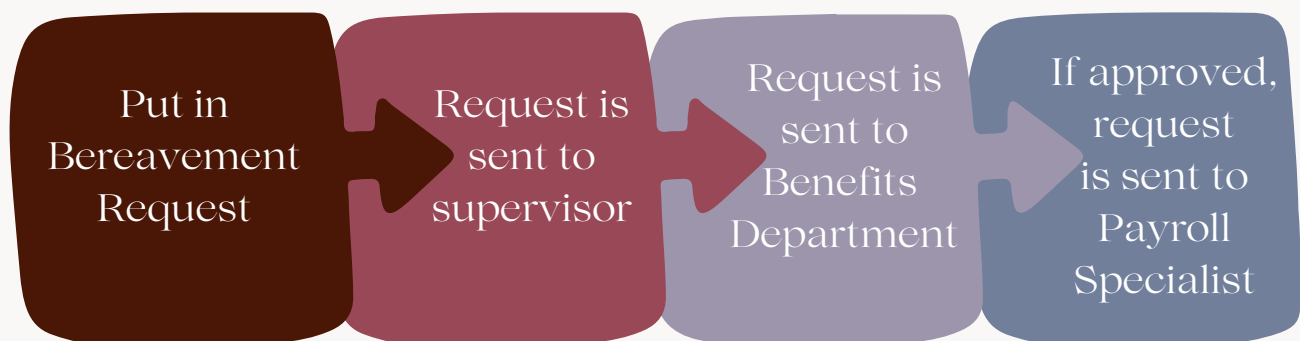 Put in
Bereavement
Request
Request is
sent to
supervisor
Request is
sent to
Benefits
Department
If approved,
request
is sent to
Payroll
Specialist